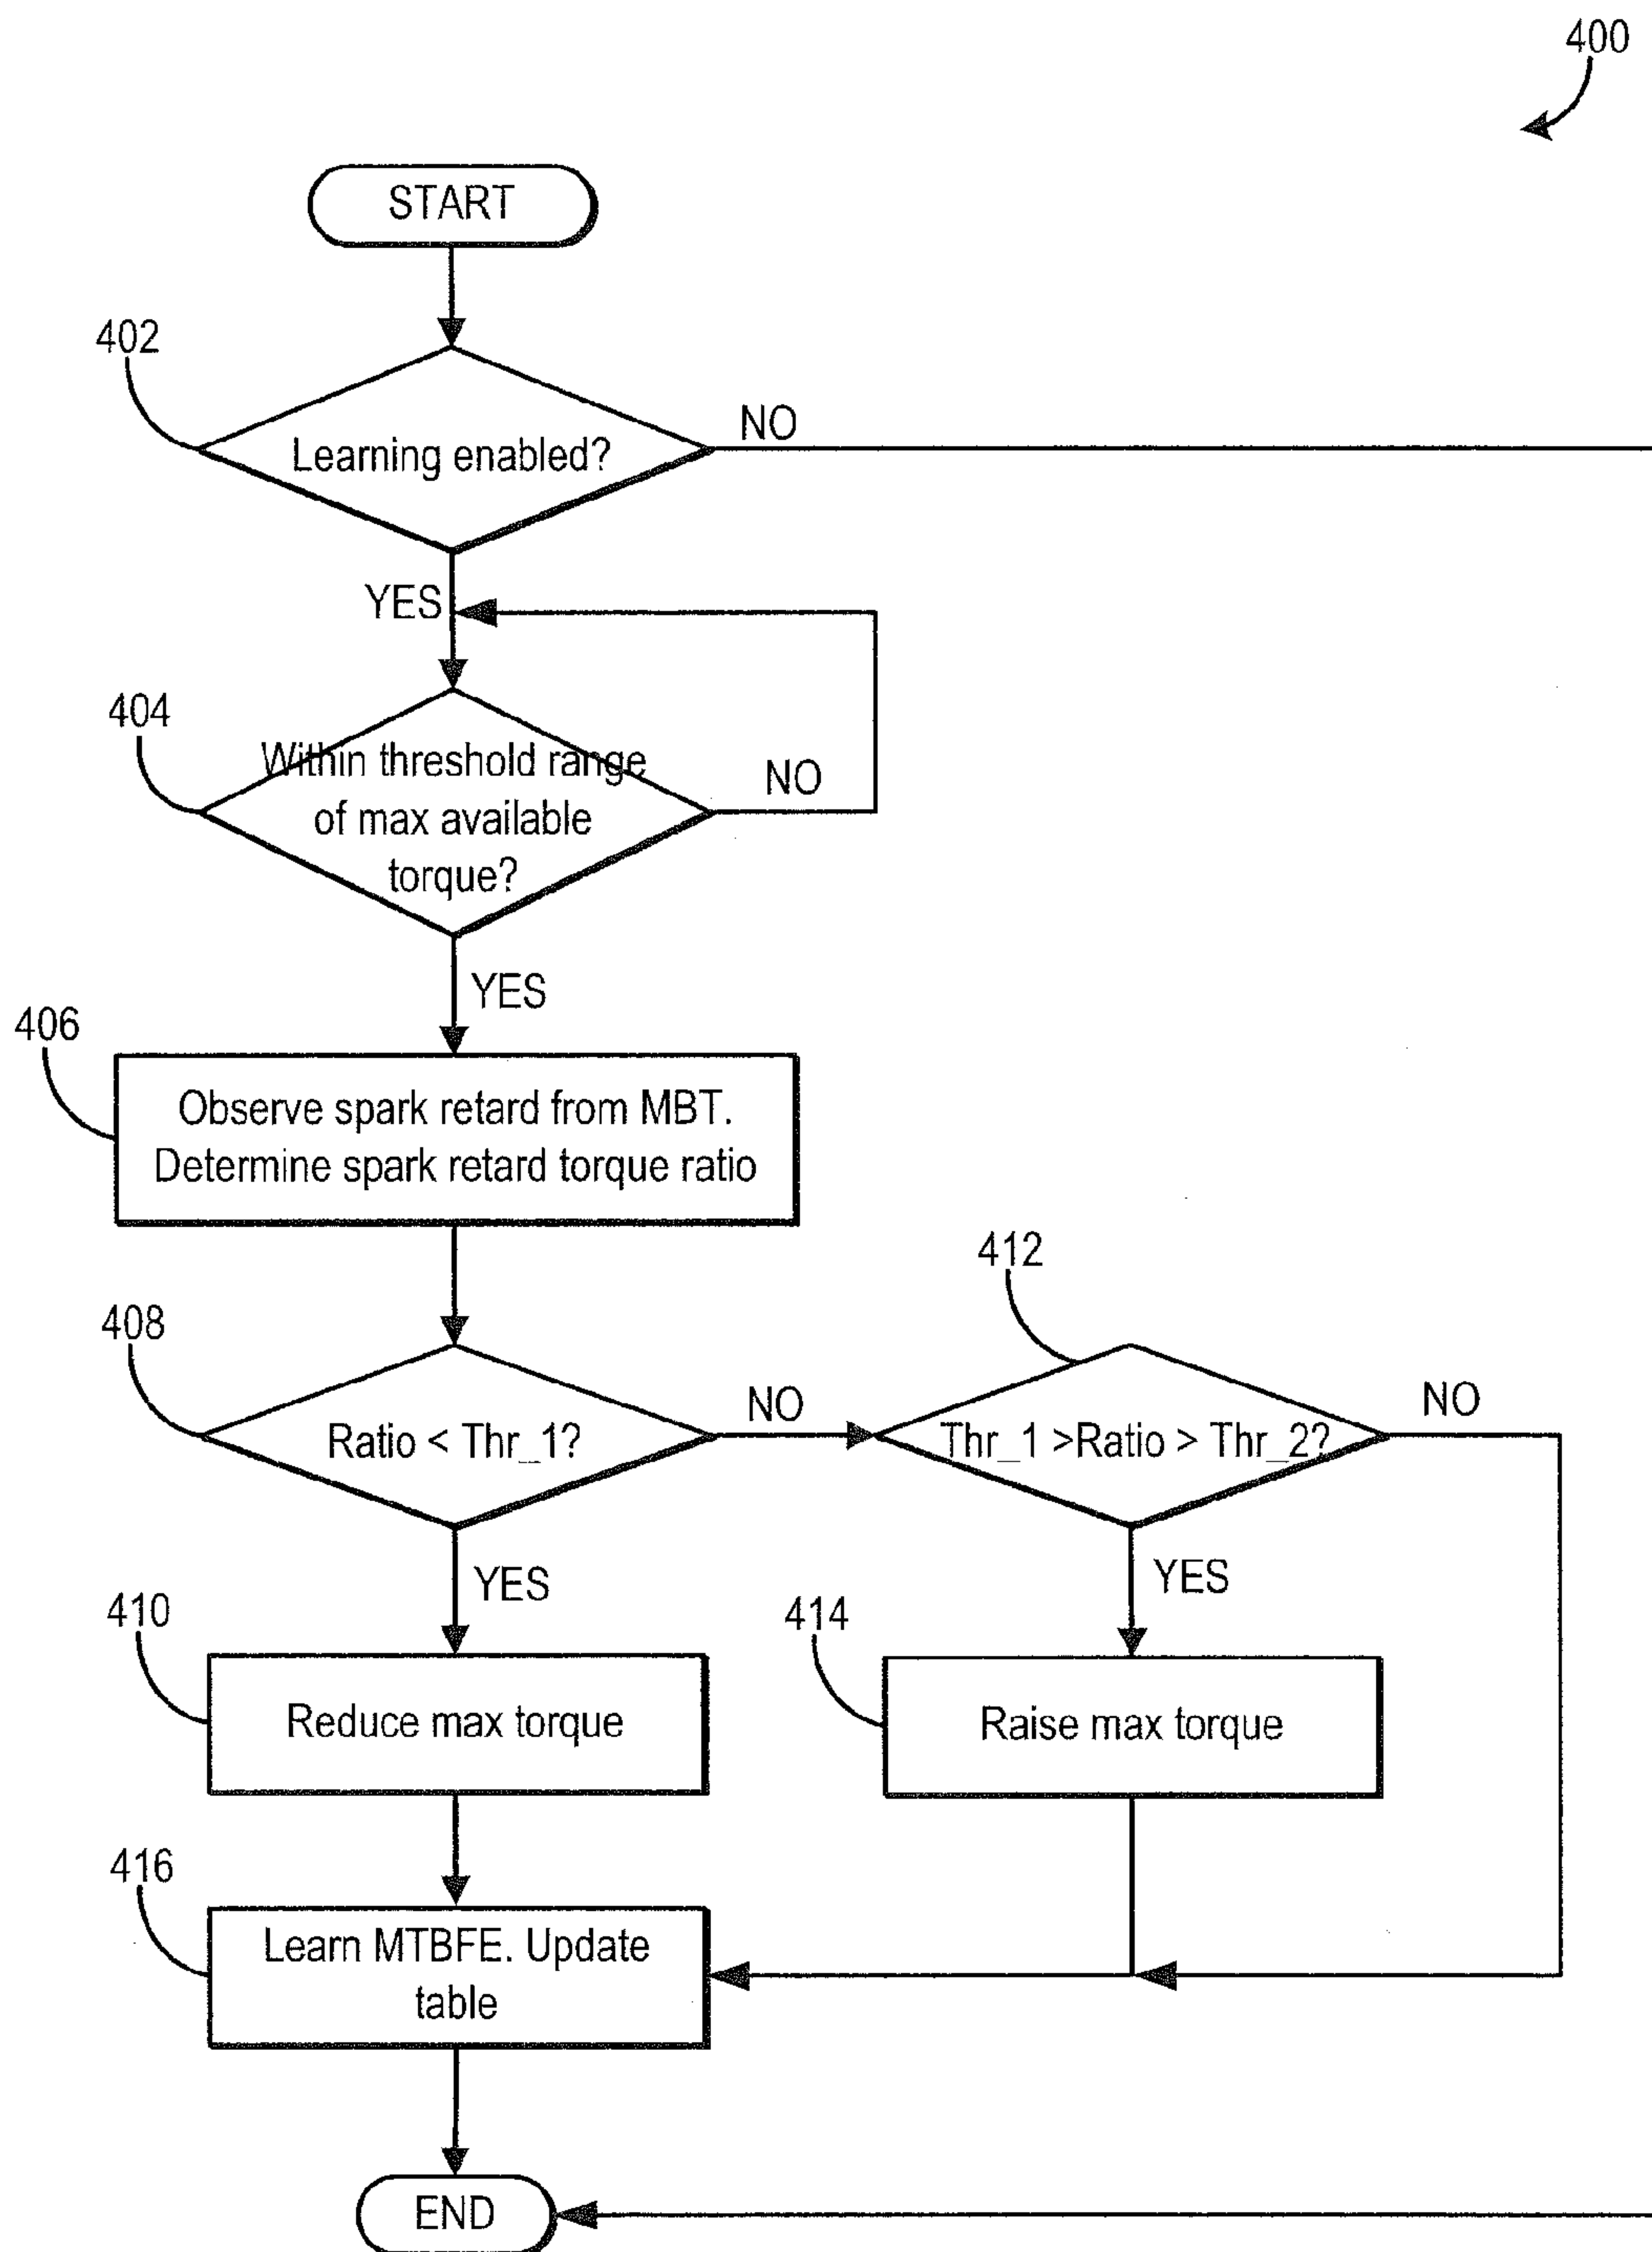 400
START
402
Learning enabled?
NO
YES
404
Within threshold range
of max available
torque?
NO
YES
406
Observe spark retard from MBT.
Determine spark retard torque ratio
408
Ratio < Thr_1?
NO
412
Thr_1 >Ratio > Thr_2?
NO
YES
YES
410
Reduce max torque
414
Raise max torque
416
Learn MTBFE. Update
table
END